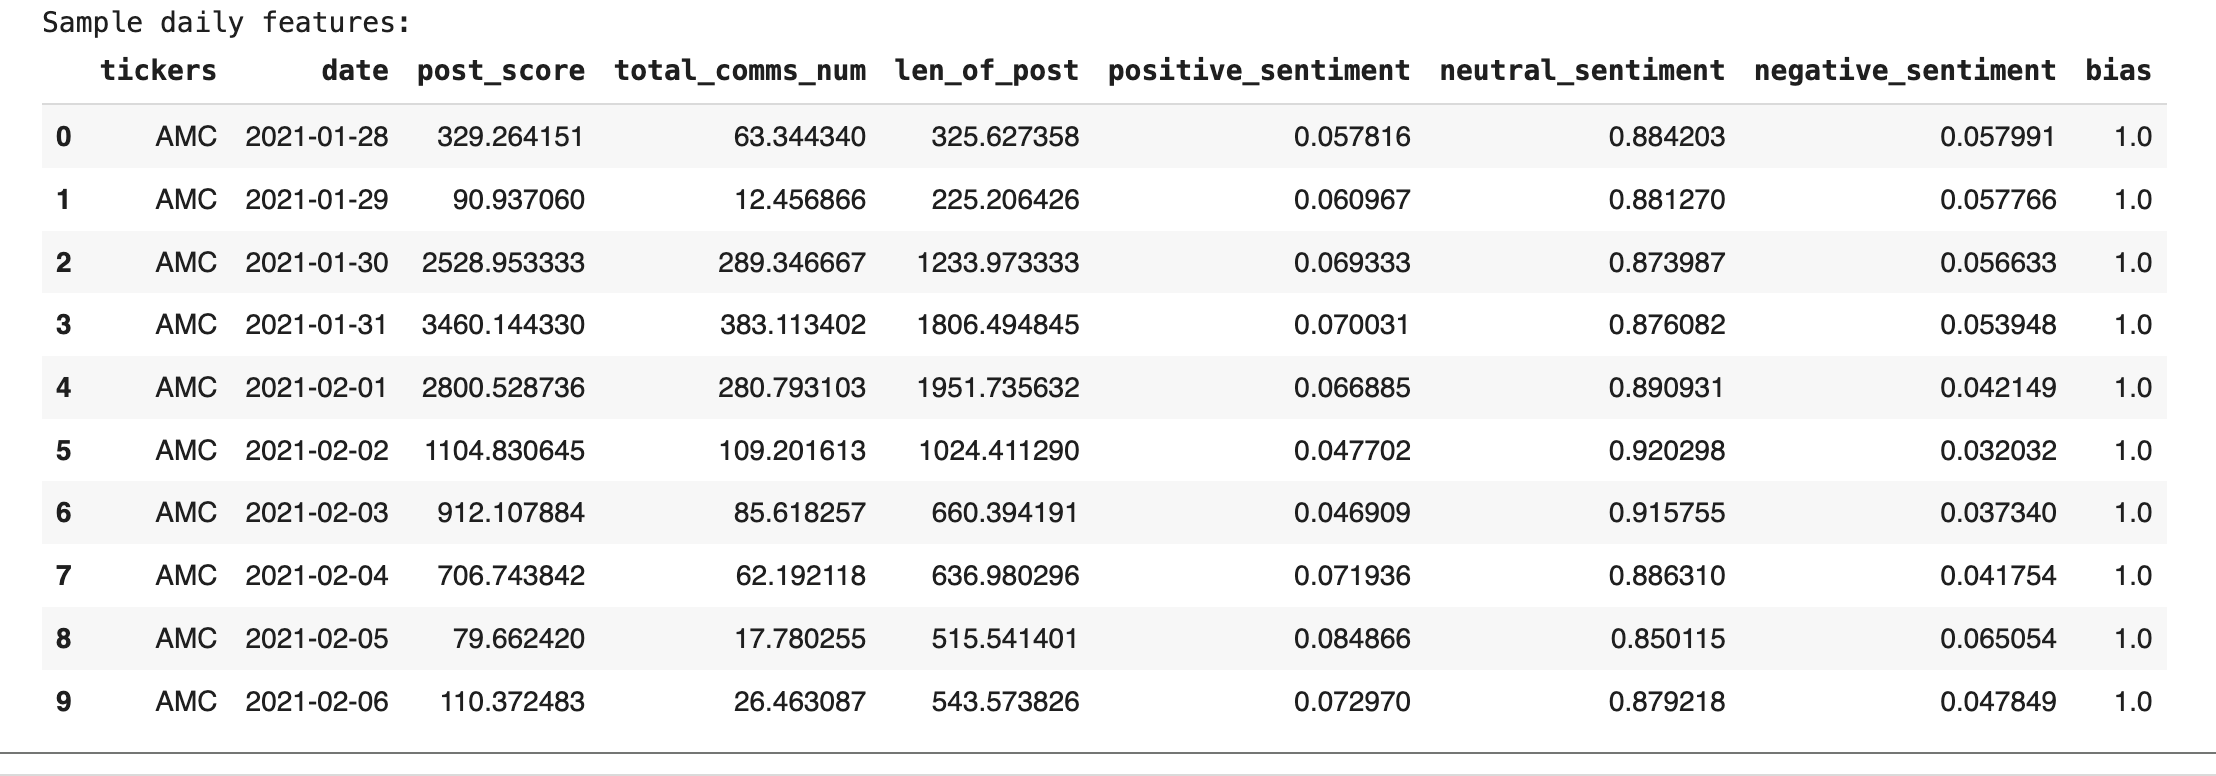 Sample daily features:
tickers date post_score total_comms_num len_of_post positive_sentiment neutral_sentiment negative_sentiment bias
0 AMC 2021-01-28 329.264151 63.344340 325.627358 0.057816 0.884203 0.057991 1.0
1 AMC 2021-01-29 90.937060 12.456866 225.206426 0.060967 0.881270 0.057766 1.0
2 AMC 2021-01-30 2528.953333 289.346667 1233.973333 0.069333 0.873987 0.056633 1.0
3 AMC 2021-01-31 3460.144330 383.113402 1806.494845 0.070031 0.876082 0.053948 1.0
4 AMC 2021-02-01 2800.528736 280.793103 1951.735632 0.066885 0.890931 0.042149 1.0
5 AMC 2021-02-02 1104.830645 109.201613 1024.411290 0.047702 0.920298 0.032032 1.0
6 AMC 2021-02-03 912.107884 85.618257 660.394191 0.046909 0.915755 0.037340 1.0
7 AMC 2021-02-04 706.743842 62.192118 636.980296 0.071936 0.886310 0.041754 1.0
8 AMC 2021-02-05 79.662420 17.780255 515.541401 0.084866 0.850115 0.065054 1.0
9 AMC 2021-02-06 110.372483 26.463087 543.573826 0.072970 0.879218 0.047849 1.0